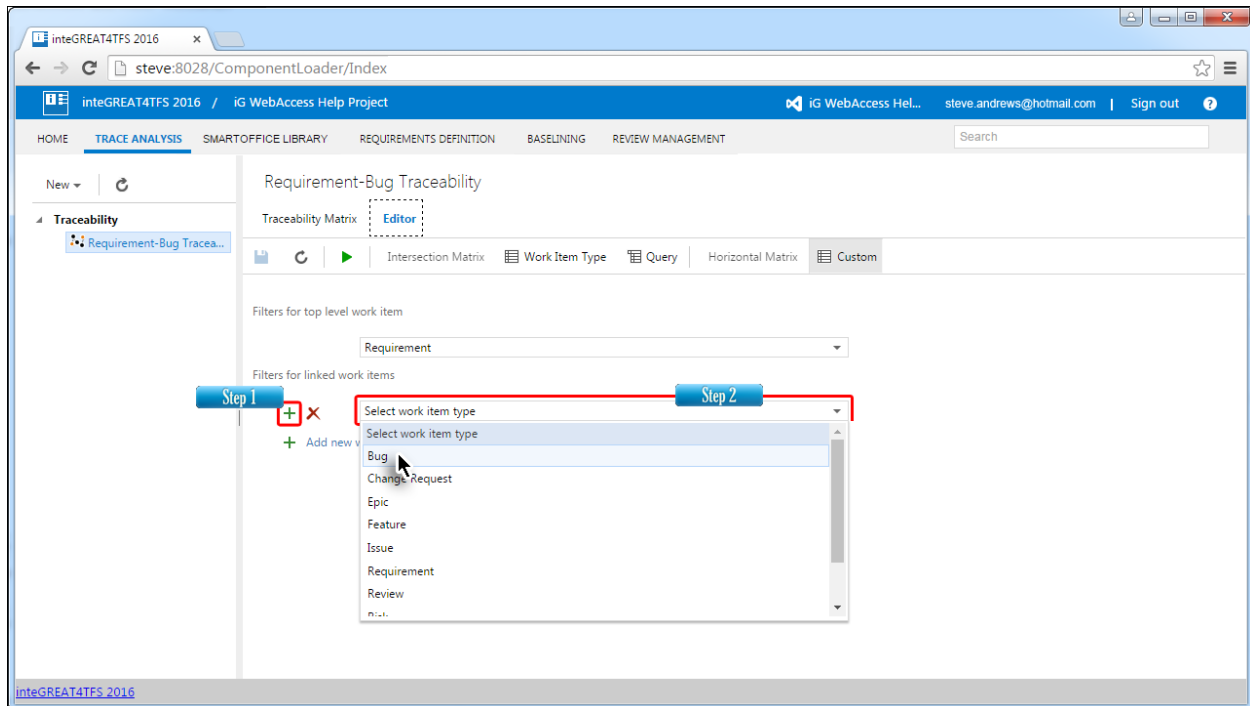 inteGREAT4TFS 2016
steve:8028/ComponentLoader/Index
inteGREAT4TFS 2016 / iG WebAccess Help Project
iG WebAccess Hel... steve.andrews@hotmail.com | Sign out ?
HOME TRACE ANALYSIS SMARTOFFICE LIBRARY REQUIREMENTS DEFINITION BASELINING REVIEW MANAGEMENT
Search
New
Traceability
Requirement-Bug Tracea...
Requirement-Bug Traceability
Traceability Matrix Editor
Intersection Matrix Work Item Type Query Horizontal Matrix Custom
Filters for top level work item
Requirement
Filters for linked work items
Step 1
Step 2
Select work item type
Add new
Select work item type
Bug
Change Request
Epic
Feature
Issue
Requirement
Review
inteGREAT4TFS 2016